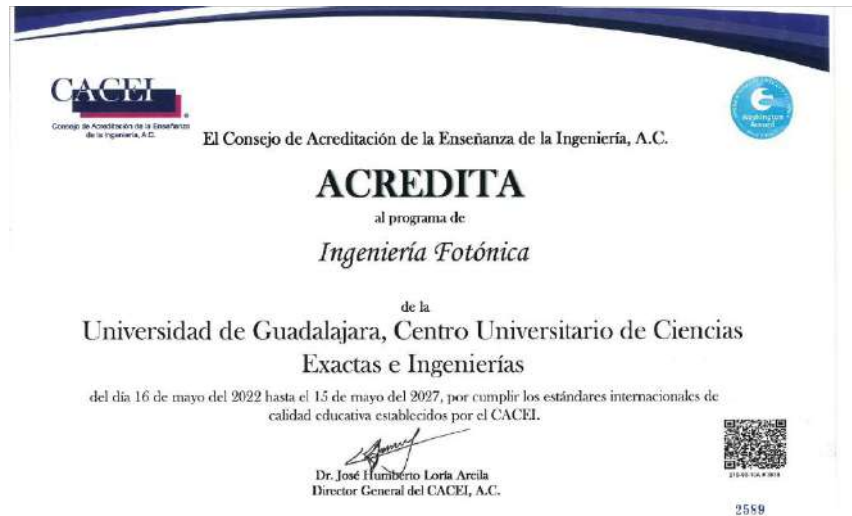 CACEI
Consejo de Acreditación de la Enseñanza
de la Ingeniería, A.C.
Washington
Accord
El Consejo de Acreditación de la Enseñanza de la Ingeniería, A.C.
ACREDITA
al programa de
Ingeniería Fotónica
de la
Universidad de Guadalajara, Centro Universitario de Ciencias
Exactas e Ingenierías
del día 16 de mayo del 2022 hasta el 15 de mayo del 2027, por cumplir los estándares internacionales de
calidad educativa establecidos por el CACEI.
Dr. José Humberto Loría Arcila
Director General del CACEI, A.C.
2589